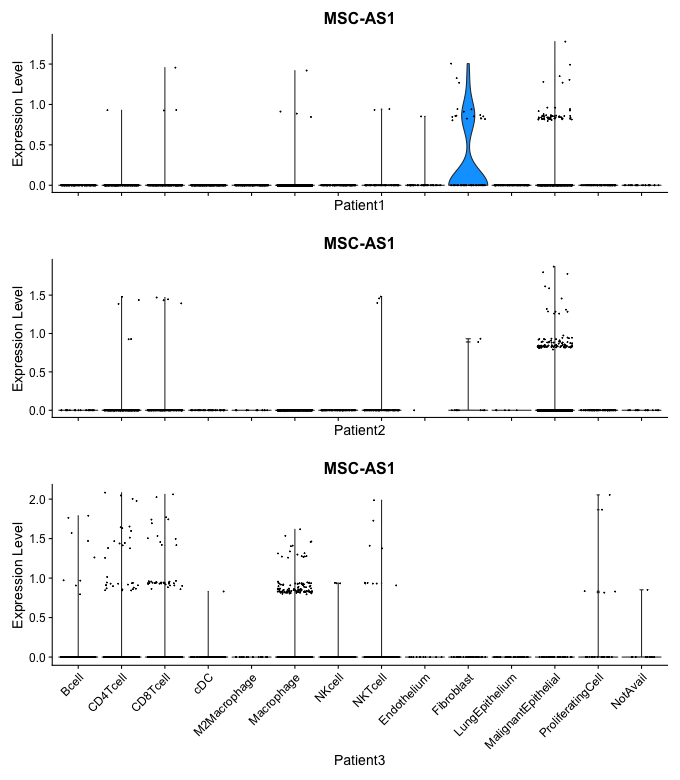 MSC-AS1
Expression Level
1.5
1.0
0.5
0.0
Patient1
MSC-AS1
Expression Level
1.5
1.0
0.5
0.0
Patient2
MSC-AS1
Expression Level
2.0
1.5
1.0
0.5
0.0
Bcell
CD4Tcell
CD8Tcell
cDC
M2Macrophage
Macrophage
NKcell
NKTcell
Endothelium
Fibroblast
LungEpithelium
MalignantEpithelial
ProliferatingCell
NotAvail
Patient3